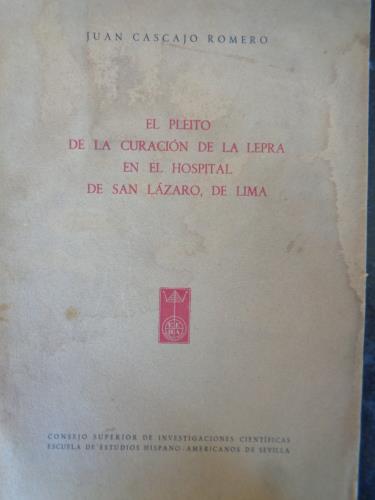 JUAN CASCAJO ROMERO
EL PLEITO
DE LA CURACIÓN DE LA LEPRA
EN EL HOSPITAL
DE SAN LÁZARO, DE LIMA
CONSEJO SUPERIOR DE INVESTIGACIONES CIENTÍFICAS
ESCUELA DE ESTUDIOS HISPANO-AMERICANOS DE SEVILLA